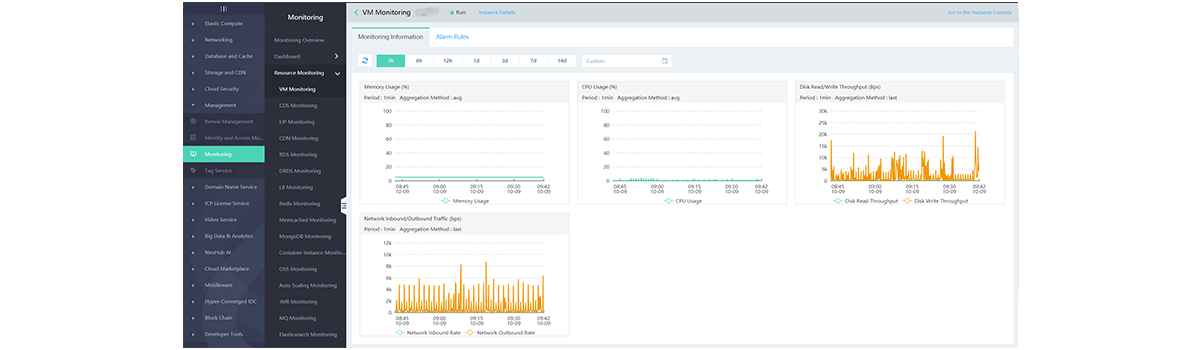 Elastic Compute
Networking
Database and Cache
Storage and CDN
Cloud Security
Management
Renew Management
Identity and Access Ma...
Monitoring
Tag Service
Domain Name Service
ICP License Service
Video Service
Big Data & Analytics
NeuHub AI
Cloud Marketplace
Middleware
Hyper-Converged IDC
Block Chain
Developer Tools
Monitoring
Monitoring Overview
Dashboard
Resource Monitoring
VM Monitoring
CDS Monitoring
EIP Monitoring
CDN Monitoring
RDS Monitoring
DRDS Monitoring
LB Monitoring
Redis Monitoring
Memcached Monitoring
MongoDB Monitoring
Container Instance Monito...
OSS Monitoring
Auto Scaling Monitoring
JMR Monitoring
MQ Monitoring
Elasticsearch Monitoring
VM Monitoring Run Instance Details Go to the Instance Console
Monitoring Information Alarm Rules
1h 6h 12h 1d 3d 7d 14d Custom
Memory Usage (%)
Period : 1min Aggregation Method : avg
100
80
60
40
20
0
08:45 09:00 09:15 09:30 09:42
10-09 10-09 10-09 10-09 10-09
Memory Usage
CPU Usage (%)
Period : 1min Aggregation Method : avg
100
80
60
40
20
0
08:45 09:00 09:15 09:30 09:42
10-09 10-09 10-09 10-09 10-09
CPU Usage
Disk Read/Write Throughput (Bps)
Period : 1min Aggregation Method : last
30k
25k
20k
15k
10k
5k
0
08:45 09:00 09:15 09:30 09:42
10-09 10-09 10-09 10-09 10-09
Disk Read Throughput Disk Write Throughput
Network Inbound/Outbound Traffic (bps)
Period : 1min Aggregation Method : last
12k
10k
8k
6k
4k
2k
0
08:45 09:00 09:15 09:30 09:42
10-09 10-09 10-09 10-09 10-09
Network Inbound Rate Network Outbound Rate